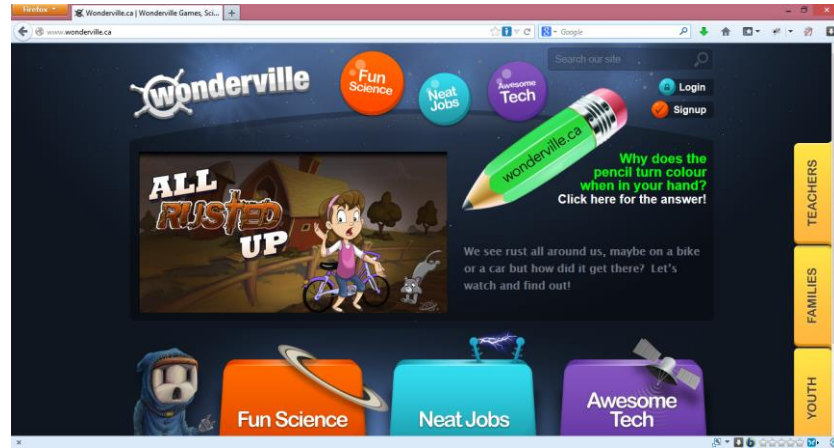 Firefox
Wonderville.ca | Wonderville Games, Sci...
www.wonderville.ca
Google
wonderville
Fun
Science
Neat
Jobs
Awesome
Tech
Search our site
Login
Signup
wonderville.ca
Why does the
pencil turn colour
when in your hand?
Click here for the answer!
ALL
RUSTED
UP
We see rust all around us, maybe on a bike
or a car but how did it get there? Let's
watch and find out!
TEACHERS
FAMILIES
YOUTH
Fun Science
Neat Jobs
Awesome
Tech